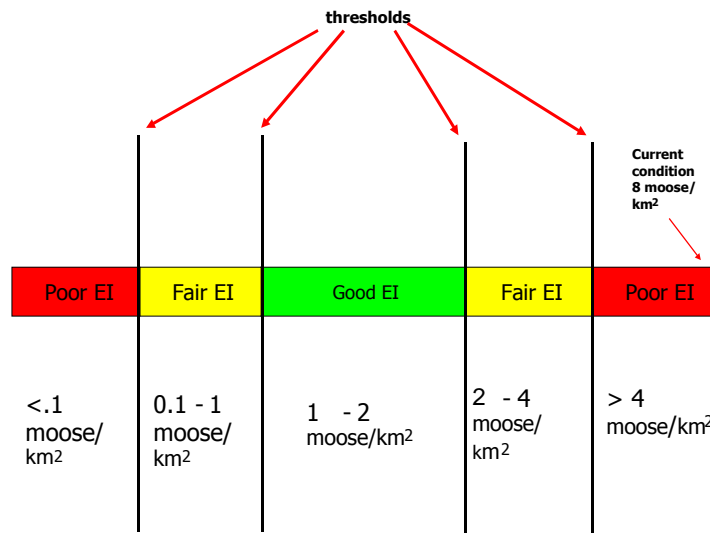 thresholds
Current
condition
8 moose/
km2
Poor EI
Fair EI
Good EI
Fair EI
Poor EI
<.1
moose/
km2
0.1 - 1
moose/
km2
1 - 2
moose/km2
2 - 4
moose/
km2
> 4
moose/km2